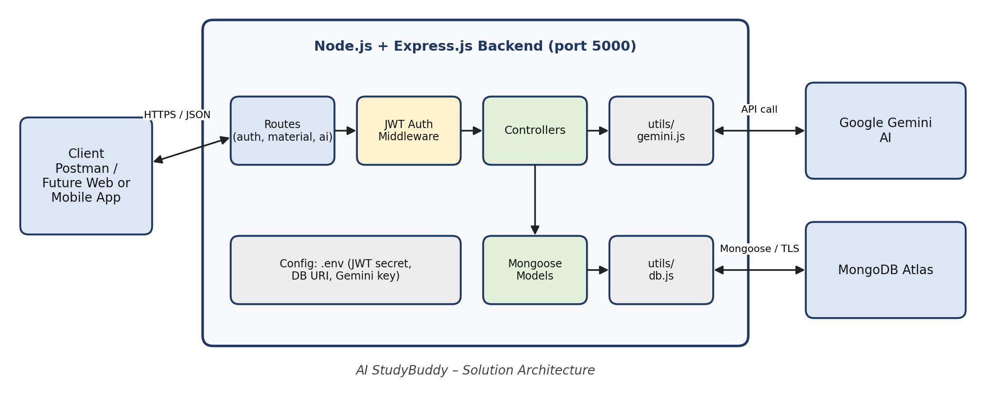 Node.js + Express.js Backend (port 5000)
HTTPS / JSON
Client
Postman /
Future Web or
Mobile App
Routes
(auth, material, ai)
JWT Auth
Middleware
Controllers
utils/
gemini.js
API call
Google Gemini
AI
Config: .env (JWT secret,
DB URI, Gemini key)
Mongoose
Models
utils/
db.js
Mongoose / TLS
MongoDB Atlas
AI StudyBuddy – Solution Architecture